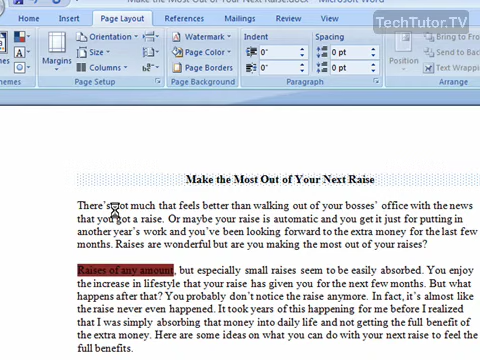 Make the Most Out of Your Next Raise.docx - Microsoft Word
TechTutor.TV
Home Insert Page Layout References Mailings Review View
Orientation Breaks Watermark Indent Spacing Bring to
Margins Size Page Color 0" 0 pt Position Send to Back
Columns Page Borders 0" 0 pt Text Wrapping
Page Setup Page Background Paragraph Arrange
Make the Most Out of Your Next Raise
There's not much that feels better than walking out of your bosses' office with the news
that you got a raise. Or maybe your raise is automatic and you get it just for putting in
another year's work and you've been looking forward to the extra money for the last few
months. Raises are wonderful but are you making the most out of your raises?
Raises of any amount, but especially small raises seem to be easily absorbed. You enjoy
the increase in lifestyle that your raise has given you for the next few months. But what
happens after that? You probably don't notice the raise anymore. In fact, it's almost like
the raise never even happened. It took years of this happening for me before I realized
that I was simply absorbing that money into daily life and not getting the full benefit of
the extra money. Here are some ideas on what you can do with your next raise to feel the
full benefits.